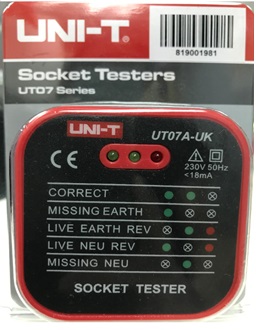 UNI-T®
819001981
Socket Testers
UT07 Series
UNI-T
UT07A-UK
CE
230V 50Hz
<18mA
CORRECT
MISSING EARTH
LIVE EARTH REV
LIVE NEU REV
MISSING NEU
SOCKET TESTER